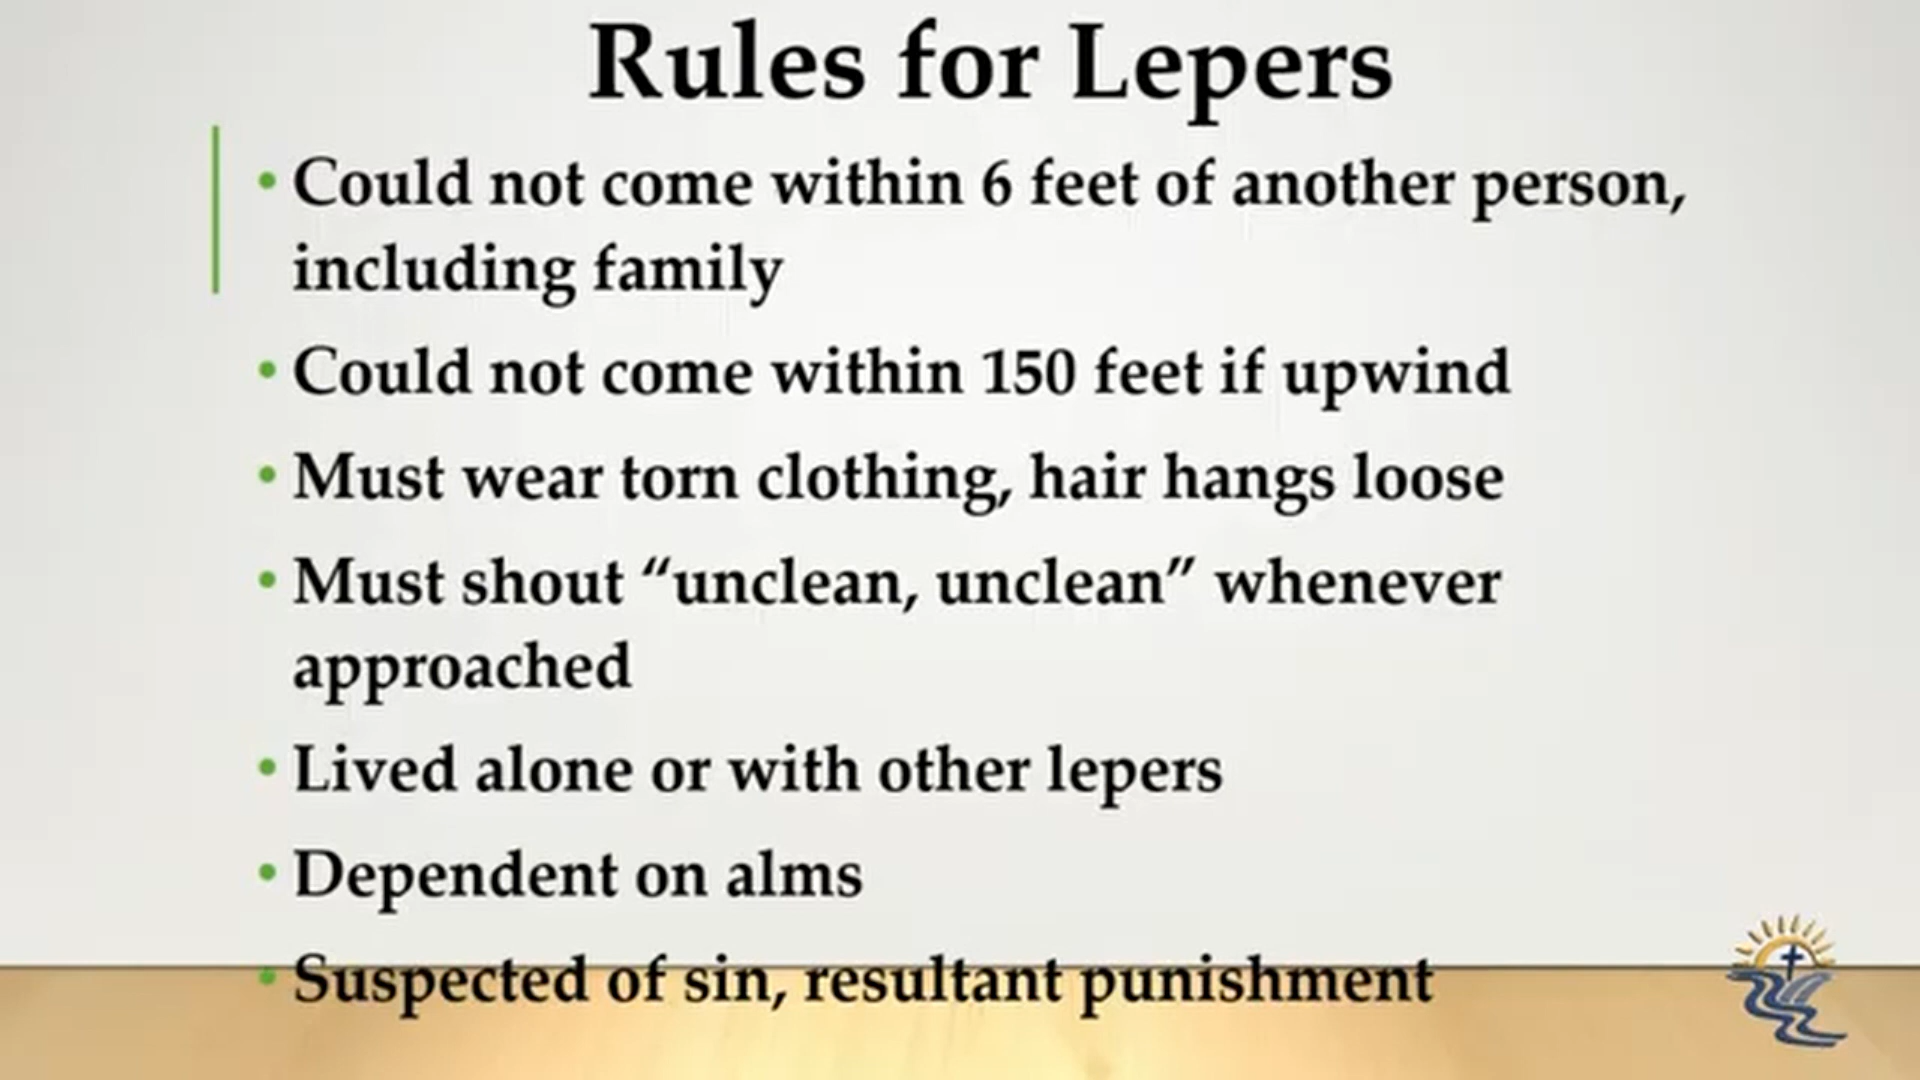 Rules for Lepers
• Could not come within 6 feet of another person,
including family
• Could not come within 150 feet if upwind
• Must wear torn clothing, hair hangs loose
• Must shout “unclean, unclean” whenever
approached
• Lived alone or with other lepers
• Dependent on alms
• Suspected of sin, resultant punishment